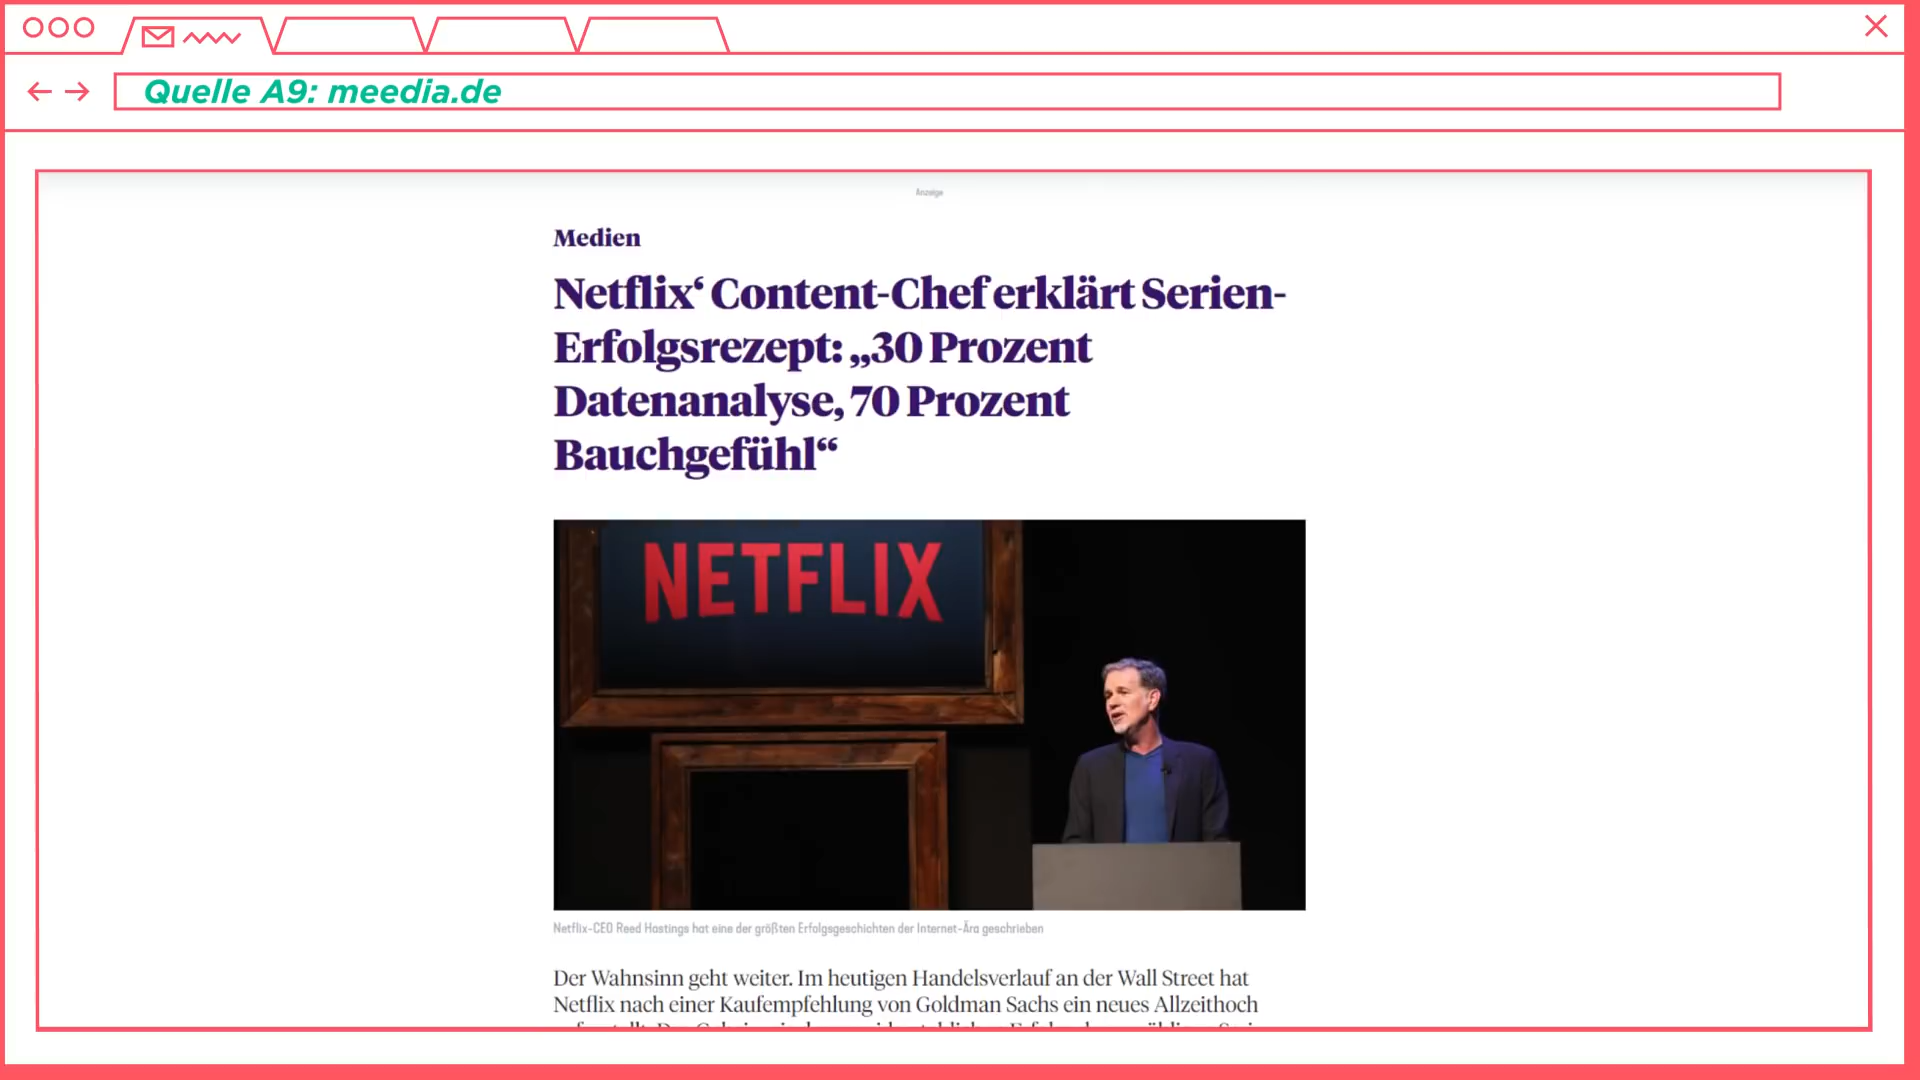 Quelle A9: meedia.de
Anzeige
Medien
Netflix‘ Content-Chef erklärt Serien-
Erfolgsrezept: „30 Prozent
Datenanalyse, 70 Prozent
Bauchgefühl“
NETFLIX
Netflix-CEO Reed Hastings hat eine der größten Erfolgsgeschichten der Internet-Ära geschrieben
Der Wahnsinn geht weiter. Im heutigen Handelsverlauf an der Wall Street hat
Netflix nach einer Kaufempfehlung von Goldman Sachs ein neues Allzeithoch